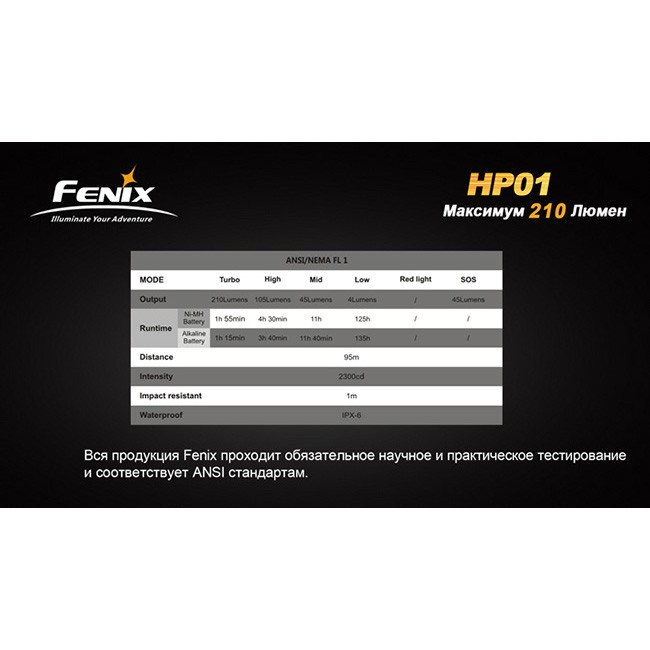 FENIX
Illuminate Your Adventure
HP01
Максимум 210 Люмен
ANSI/NEMA FL 1
MODE Turbo High Mid Low Red light SOS
Output 210Lumens 105Lumens 45Lumens 4Lumens / 45Lumens
Runtime
Ni-MH Battery 1h 55min 4h 30min 11h 125h / /
Alkaline Battery 1h 15min 3h 40min 11h 40min 135h / /
Distance 95m
Intensity 2300cd
Impact resistant 1m
Waterproof IPX-6
Вся продукция Fenix проходит обязательное научное и практическое тестирование
и соответствует ANSI стандартам.